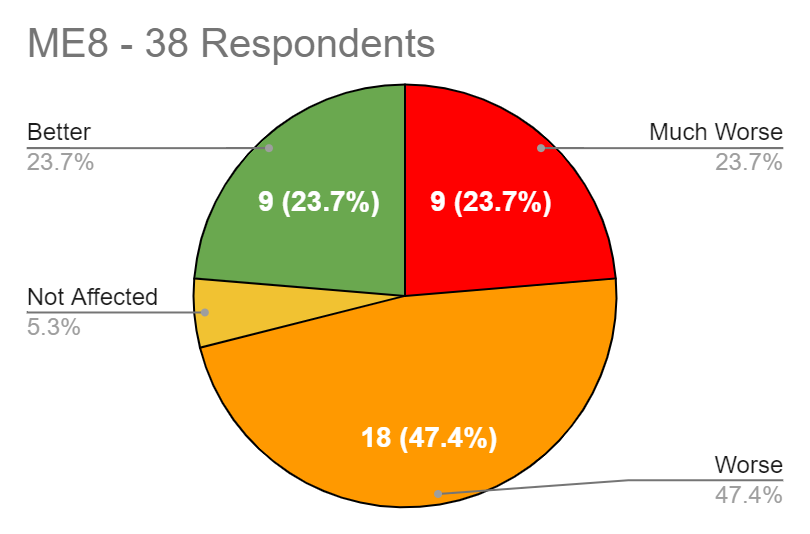 ME8 - 38 Respondents
Better
23.7%
Much Worse
23.7%
9 (23.7%)
9 (23.7%)
Not Affected
5.3%
18 (47.4%)
Worse
47.4%